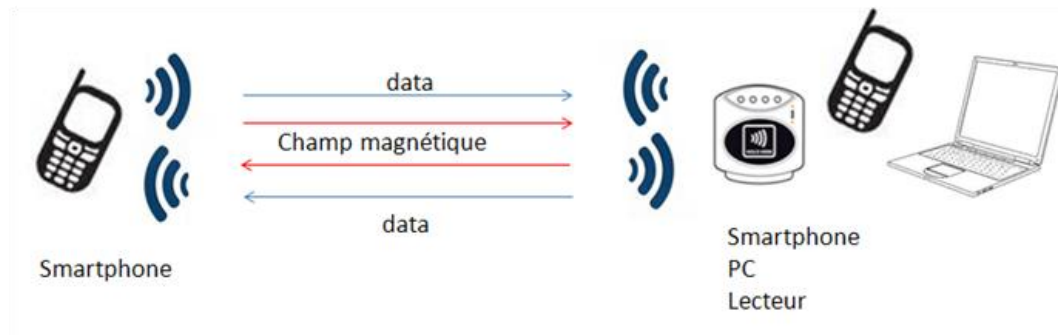 data
Champ magnétique
data
Smartphone
Smartphone
PC
Lecteur